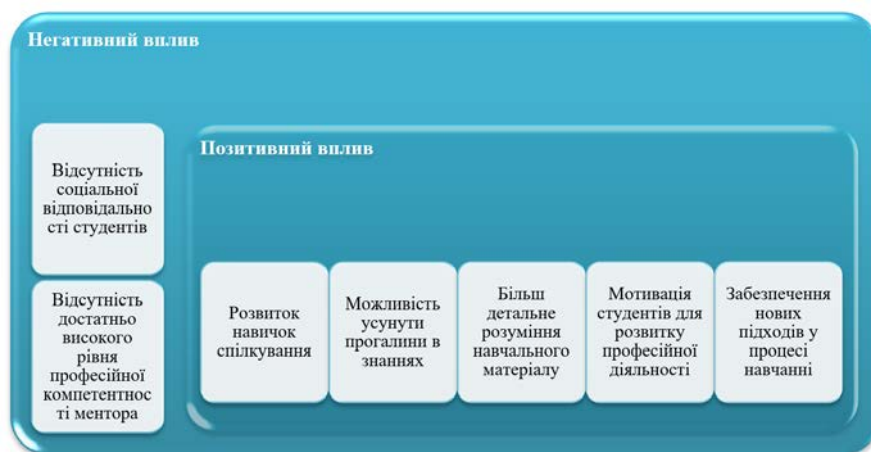 Негативний вплив
Відсутність
соціальної
відповідально
сті студентів
Відсутність
достатньо
високого
рівня
професійної
компетентнос
ті ментора
Позитивний вплив
Розвиток
навичок
спілкування
Можливість
усунути
прогалини в
знаннях
Більш
детальне
розуміння
навчального
матеріалу
Мотивація
студентів для
розвитку
професійної
діяльності
Забезпечення
нових
підходів у
процесі
навчанні